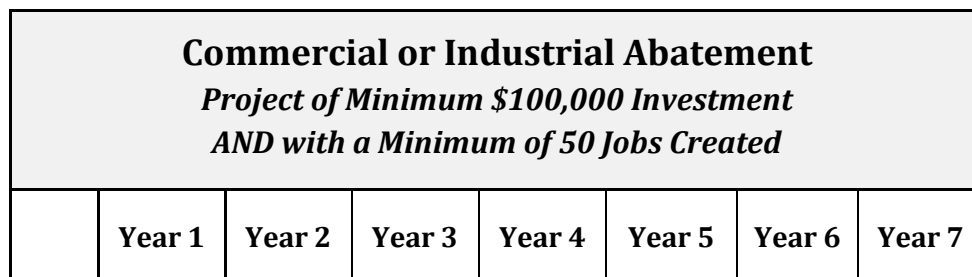 Commercial or Industrial Abatement
Project of Minimum $100,000 Investment
AND with a Minimum of 50 Jobs Created
Year 1 Year 2 Year 3 Year 4 Year 5 Year 6 Year 7